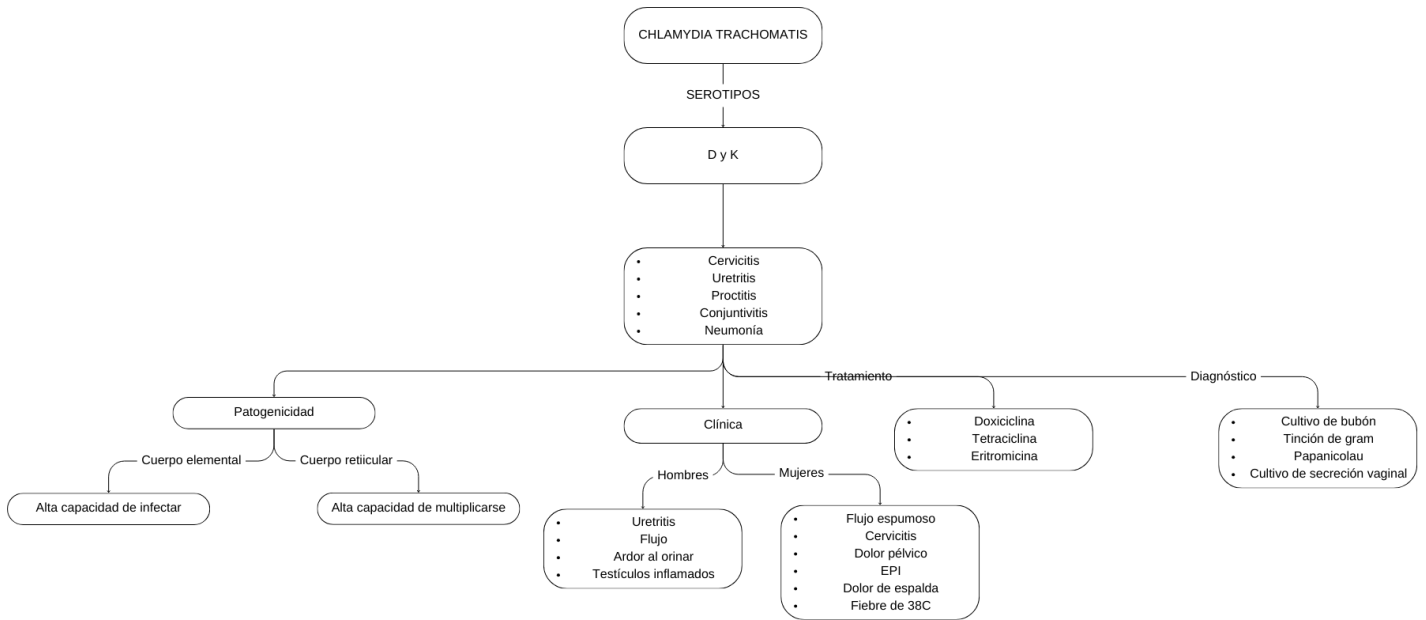 CHLAMYDIA TRACHOMATIS
SEROTIPOS
D y K
• Cervicitis
• Uretritis
• Proctitis
• Conjuntivitis
• Neumonía
Tratamiento
Diagnóstico
Patogenicidad
Clínica
• Doxiciclina
• Tetraciclina
• Eritromicina
• Cultivo de bubón
• Tinción de gram
• Papanicolau
• Cultivo de secreción vaginal
Cuerpo elemental
Cuerpo retiicular
Hombres
Mujeres
Alta capacidad de infectar
Alta capacidad de multiplicarse
• Uretritis
• Flujo
• Ardor al orinar
• Testículos inflamados
• Flujo espumoso
• Cervicitis
• Dolor pélvico
• EPI
• Dolor de espalda
• Fiebre de 38C